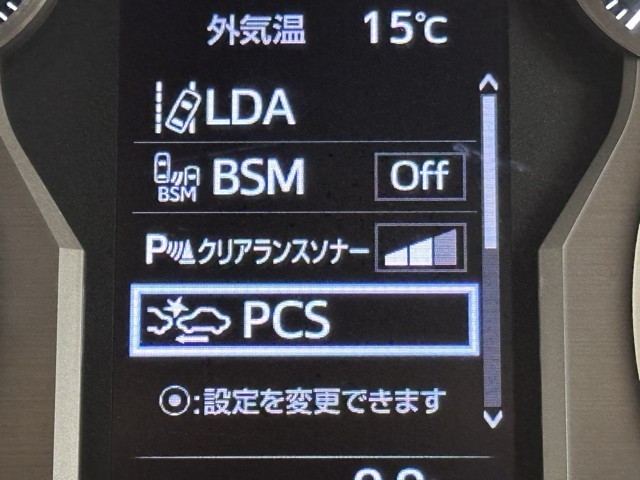 外気温 15℃
LDA
BSM BSM Off
P クリアランスソナー
PCS
:設定を変更できます